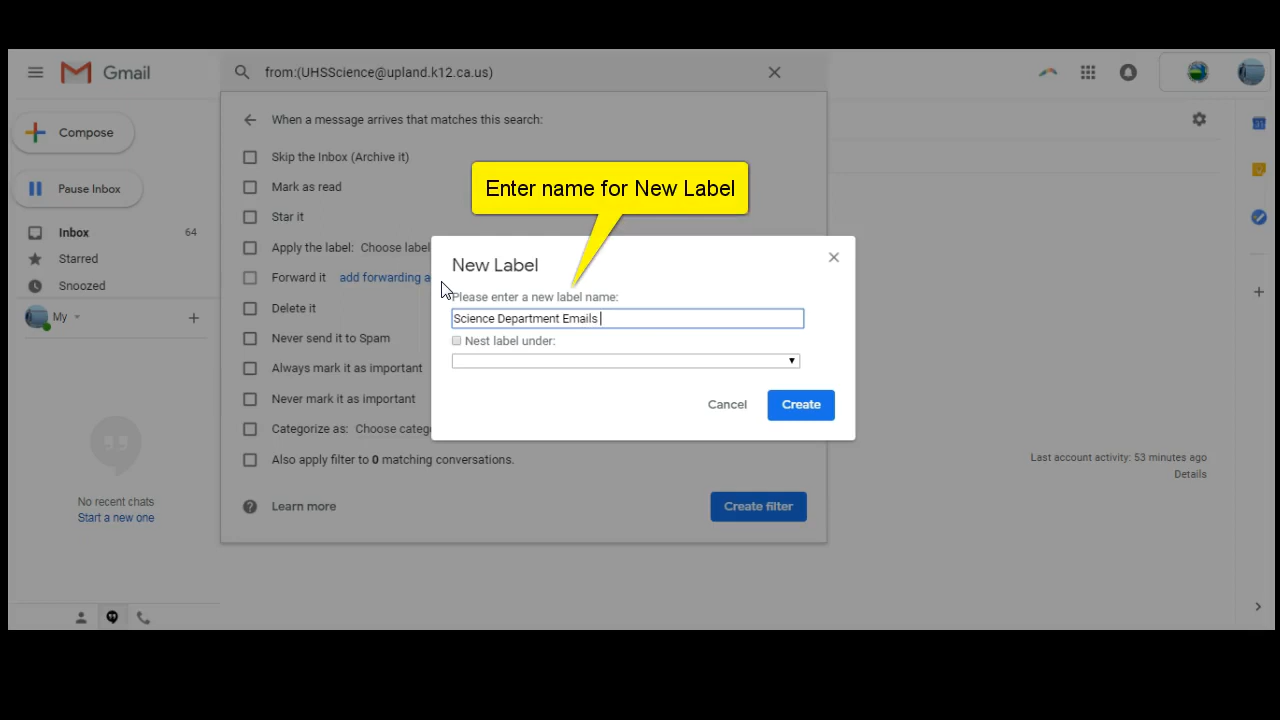 Gmail
from:(UHSScience@upland.k12.ca.us)
Compose
Pause Inbox
Inbox 64
Starred
Snoozed
My
No recent chats
Start a new one
When a message arrives that matches this search:
Skip the Inbox (Archive it)
Mark as read
Star it
Apply the label: Choose label
Forward it add forwarding a
Delete it
Never send it to Spam
Always mark it as important
Never mark it as important
Categorize as: Choose categ
Also apply filter to 0 matching conversations.
Learn more
Create filter
Enter name for New Label
New Label
Please enter a new label name:
Science Department Emails
Nest label under:
Cancel
Create
Last account activity: 53 minutes ago
Details